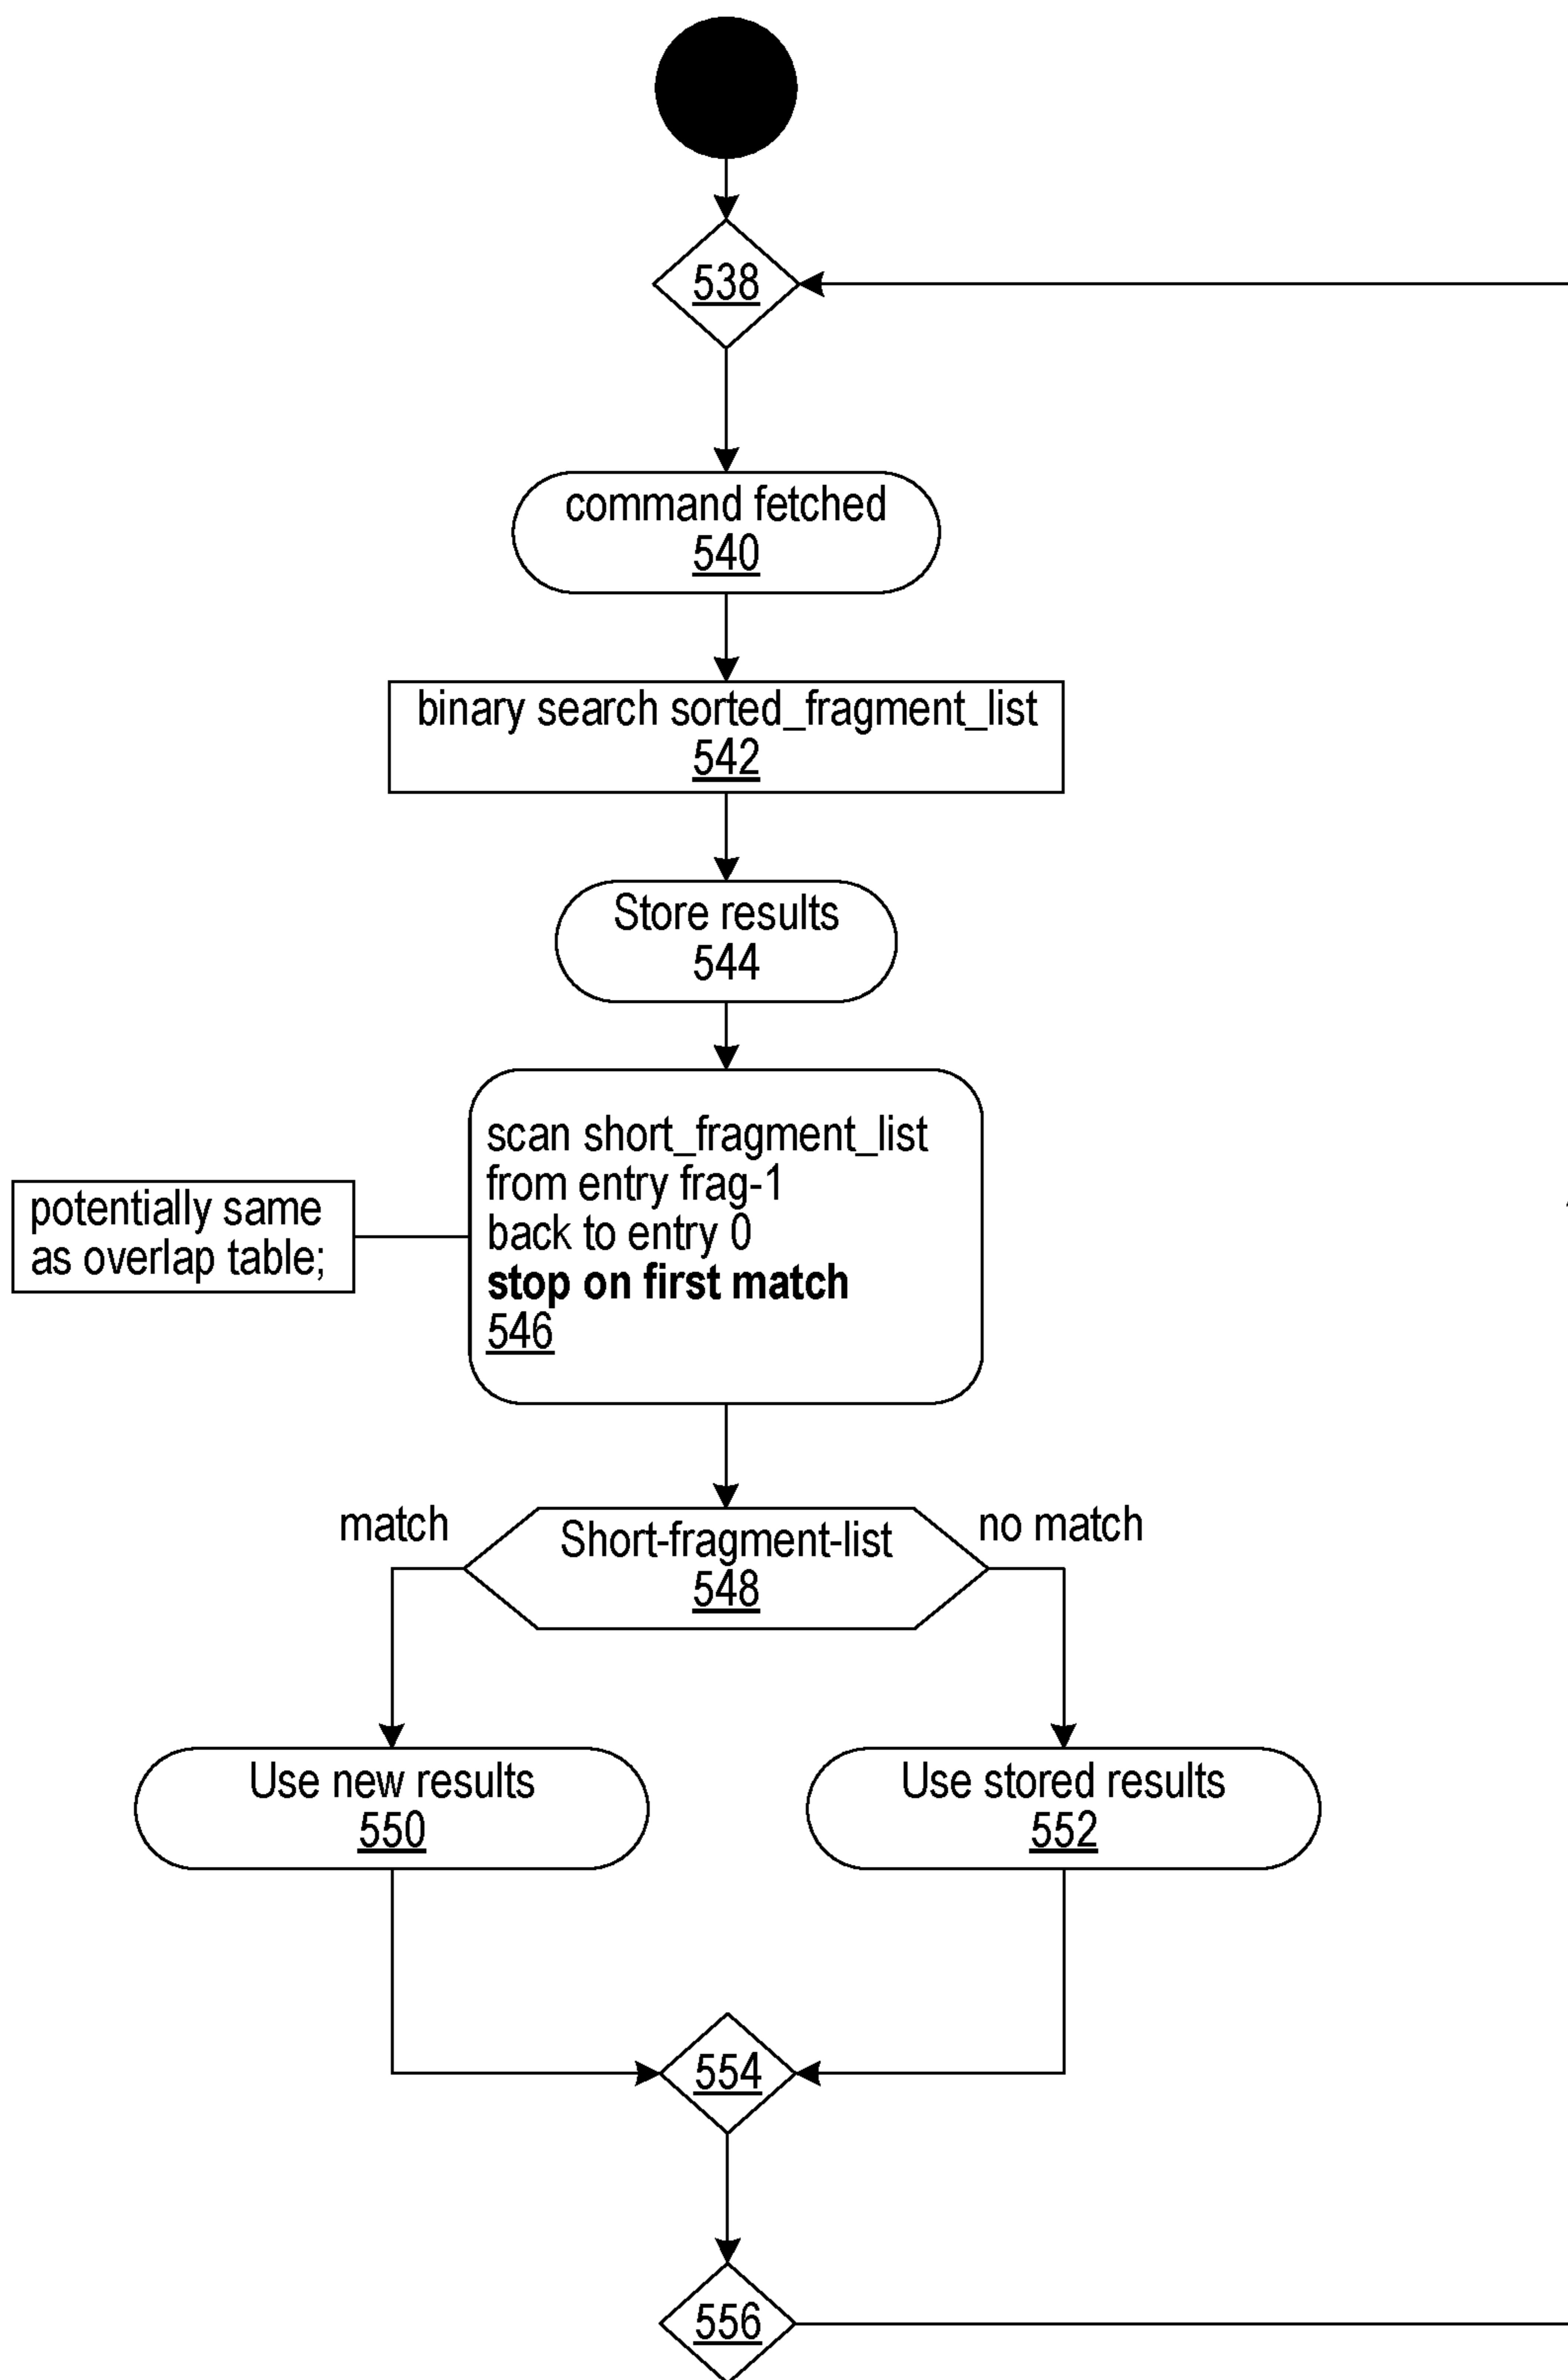 538
command fetched
540
binary search sorted_fragment_list
542
Store results
544
scan short_fragment_list
from entry frag-1
back to entry 0
stop on first match
546
potentially same
as overlap table;
match
Short-fragment-list
548
no match
Use new results
550
Use stored results
552
554
556